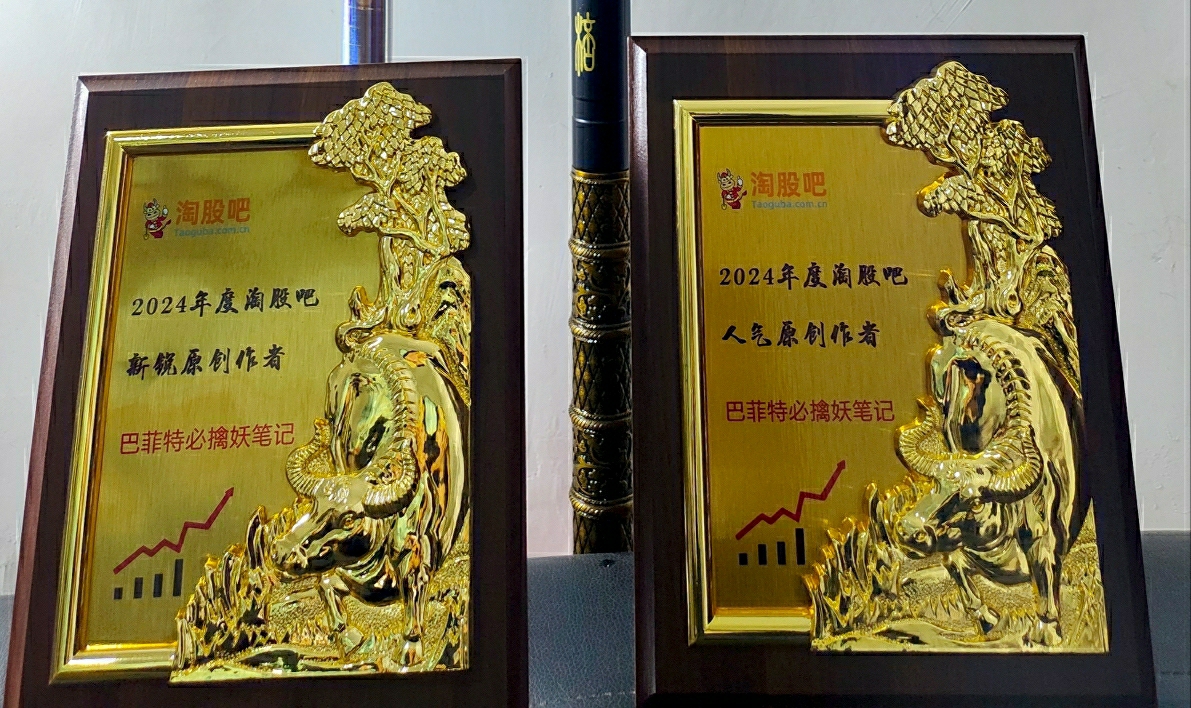 淘股吧
Taoguba.com.cn
2024年度淘股吧
新锐原创作者
巴菲特必擒妖笔记
淘股吧
Taoguba.com.cn
2024年度淘股吧
人气原创作者
巴菲特必擒妖笔记